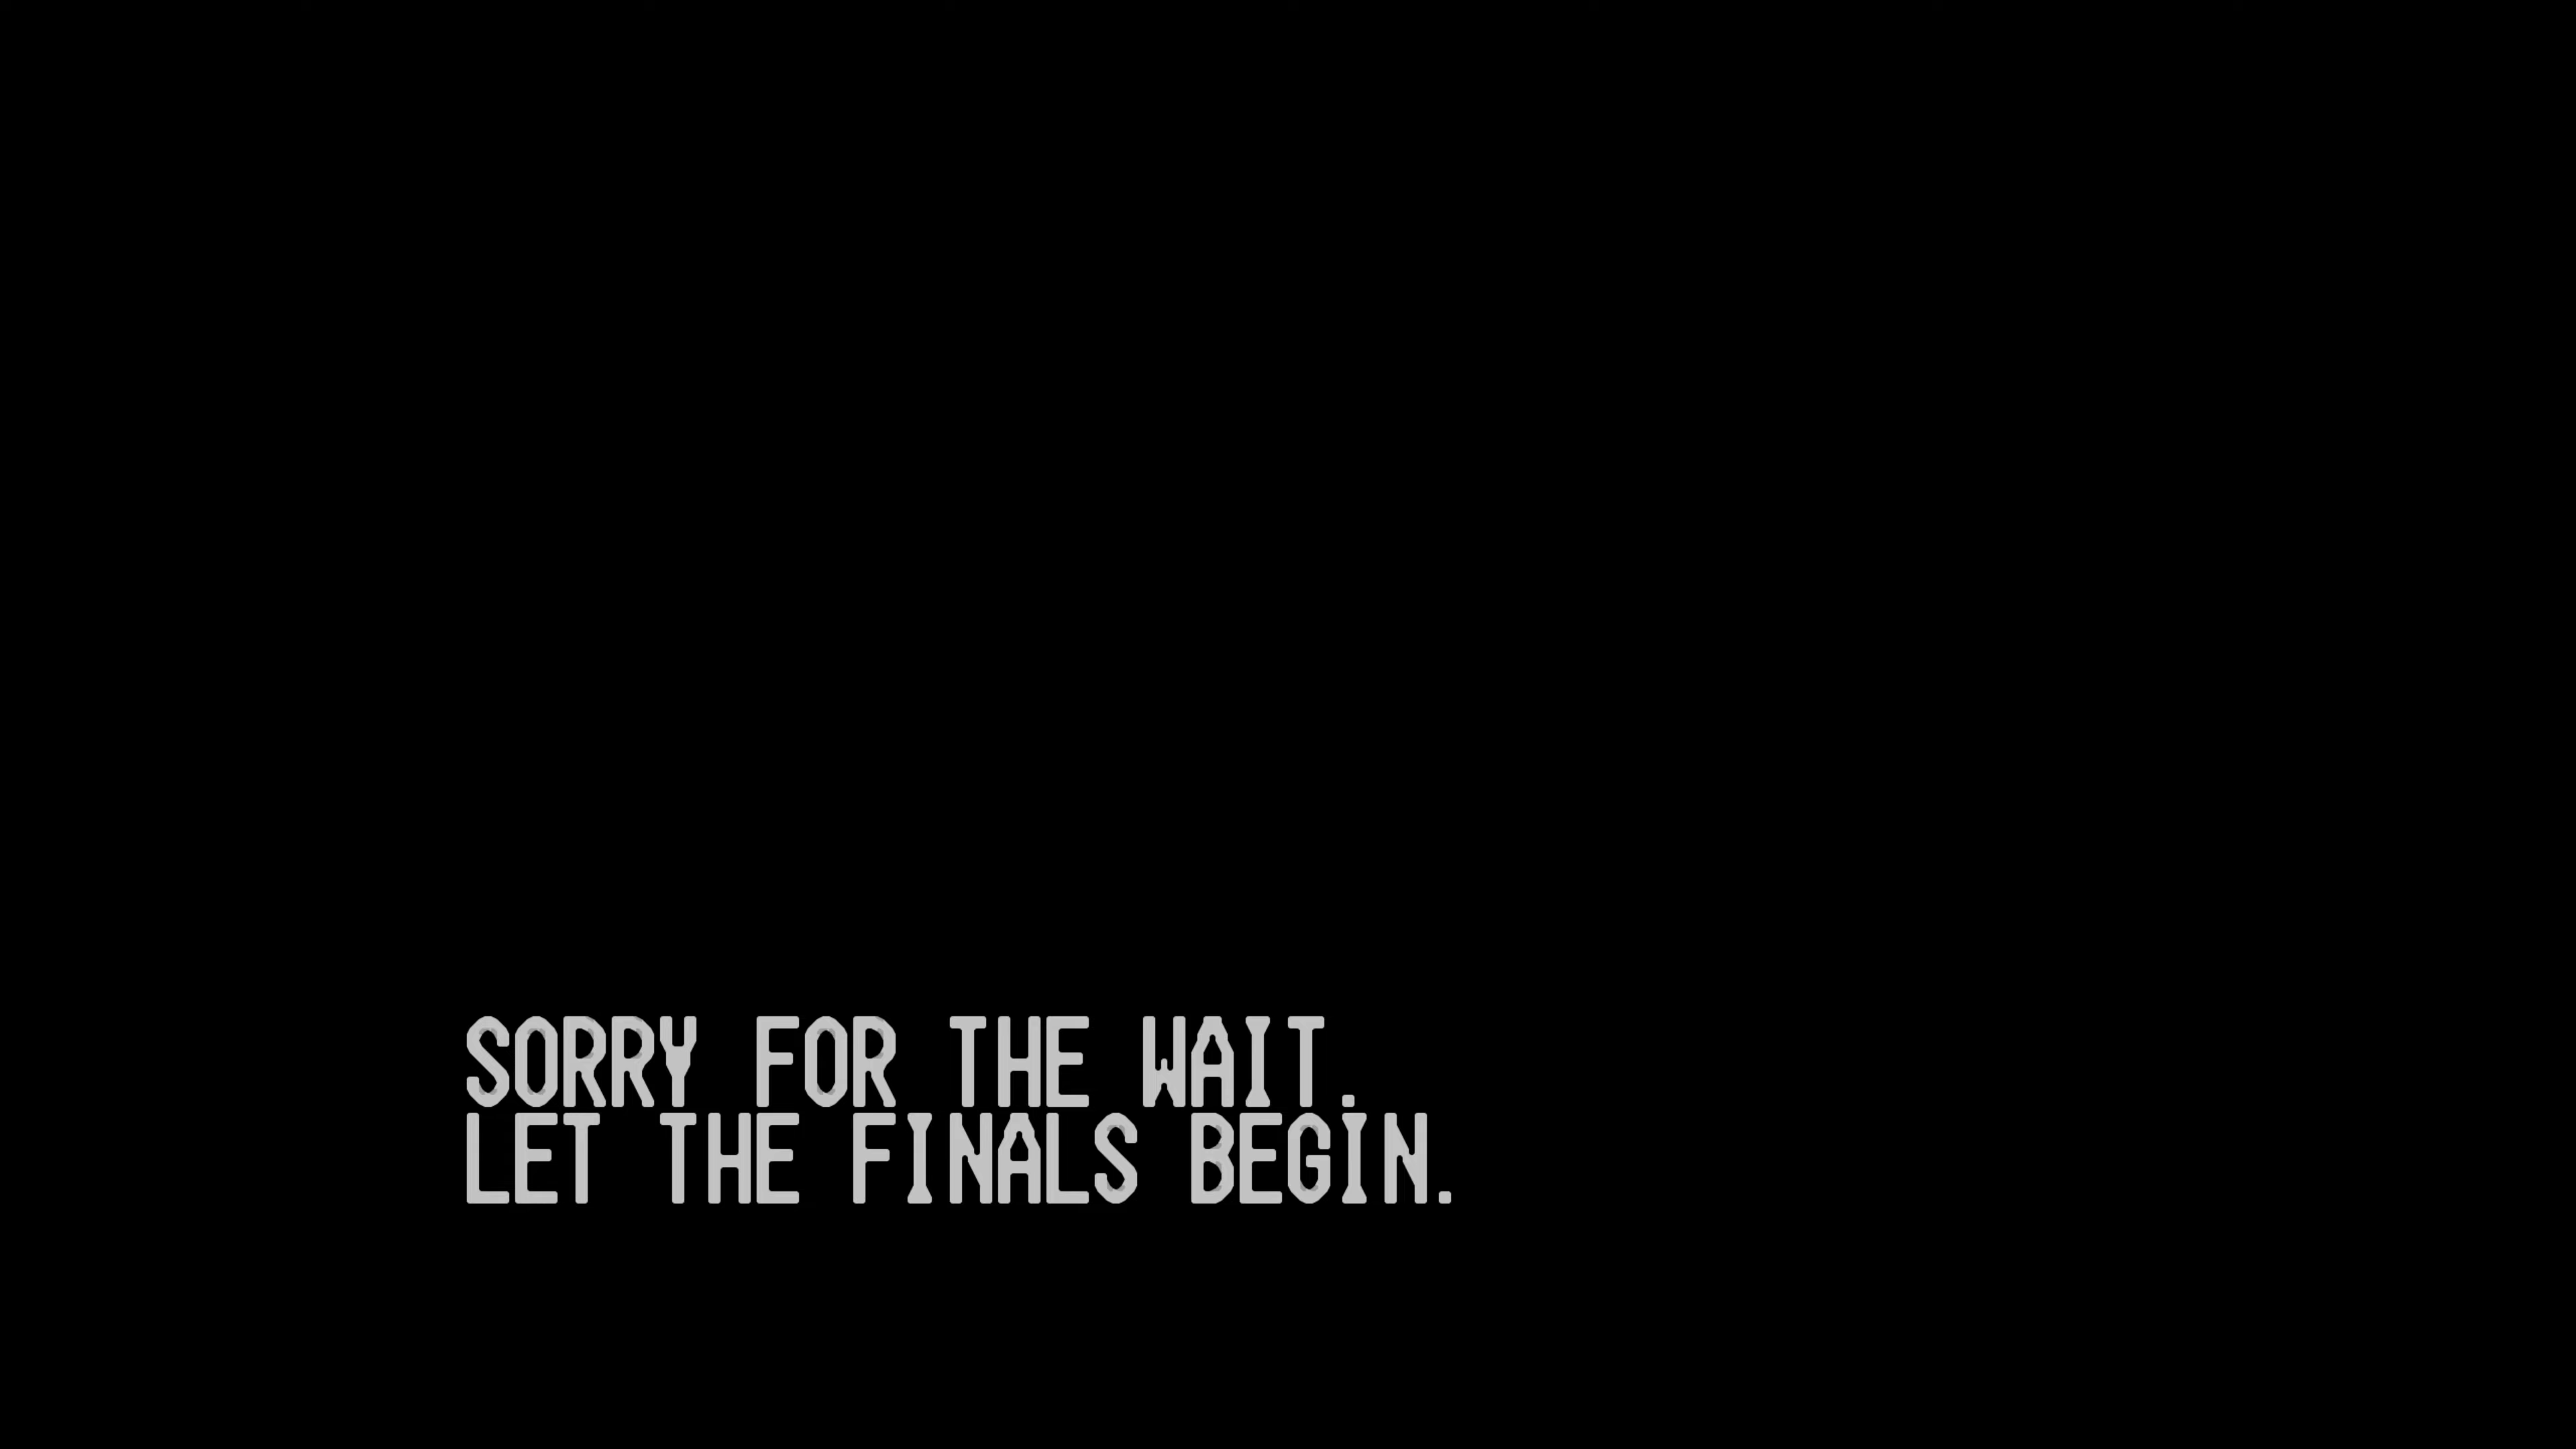 SORRY FOR THE WAIT.
LET THE FINALS BEGIN.